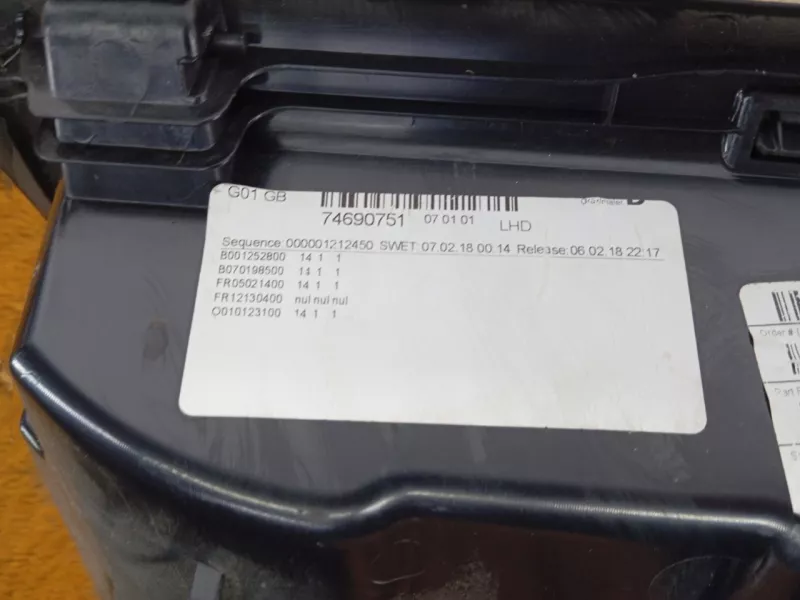 G01 GB
74690751 07 01 01 LHD
Sequence 000001212450 SWET:07.02.18 00.14 Release:06 02.18 22.17
B001252800 14 1 1
B070198500 14 1 1
FR05021400 14 1 1
FR12130400 nul nul nul
O010123100 14 1 1
Order #
Part